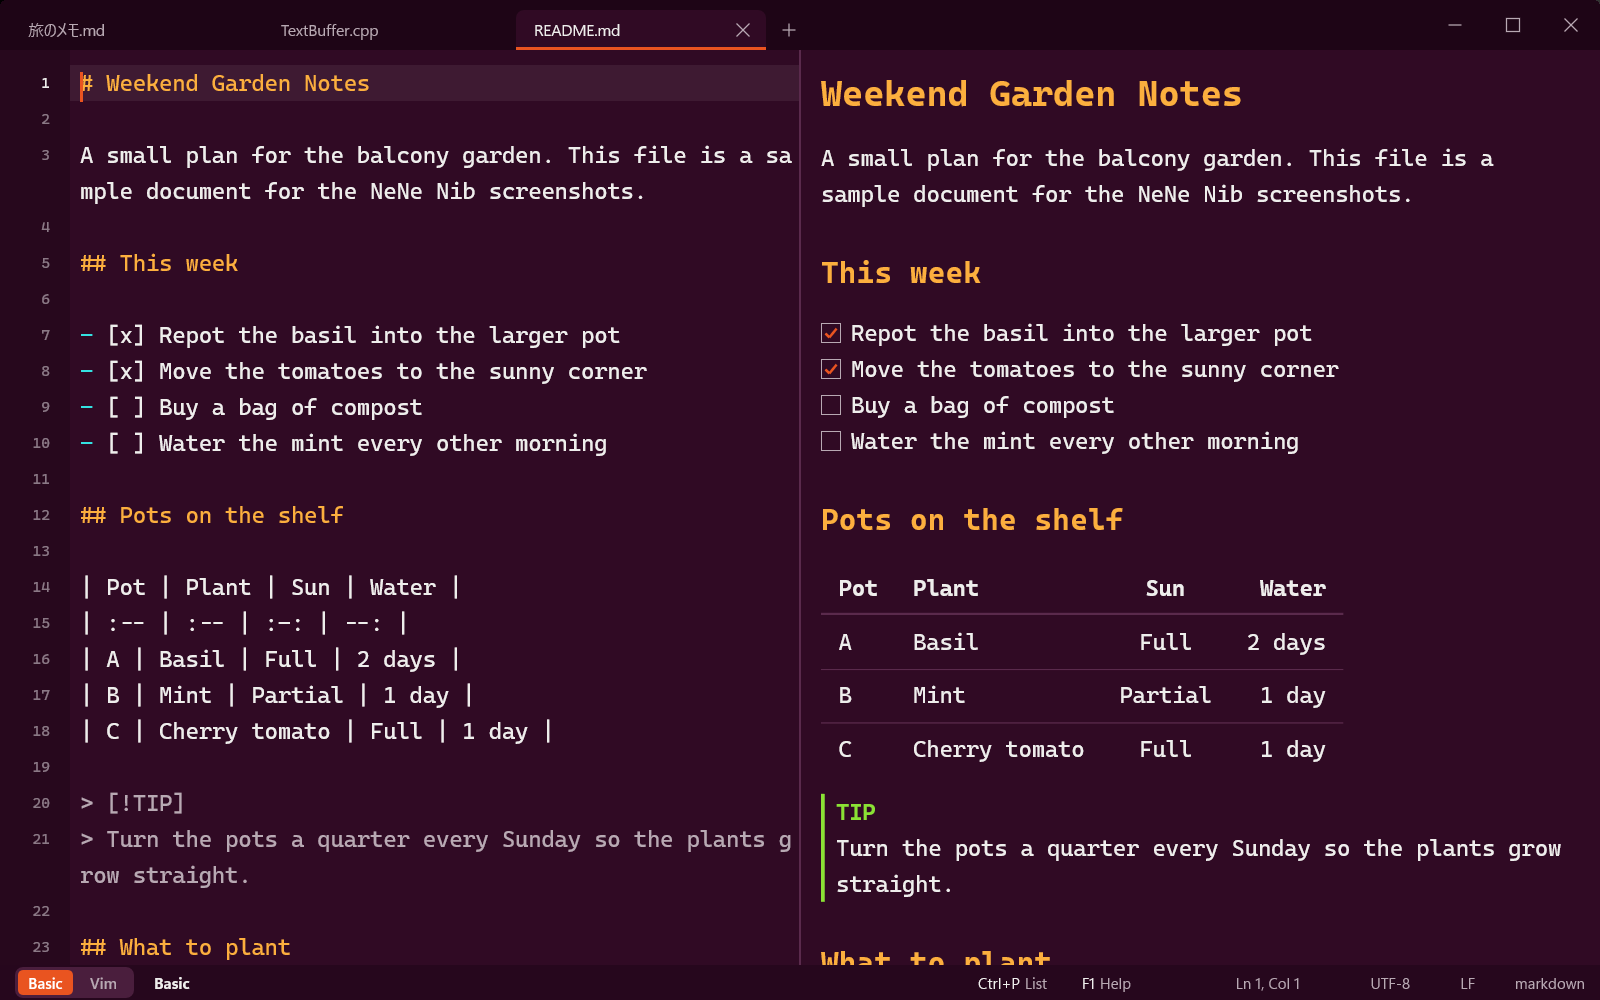 旅のメモ.md
TextBuffer.cpp
README.md
1 # Weekend Garden Notes
2
3 A small plan for the balcony garden. This file is a sa
mple document for the NeNe Nib screenshots.
4
5 ## This week
6
7 - [x] Repot the basil into the larger pot
8 - [x] Move the tomatoes to the sunny corner
9 - [ ] Buy a bag of compost
10 - [ ] Water the mint every other morning
11
12 ## Pots on the shelf
13
14 | Pot | Plant | Sun | Water |
15 | :-- | :-- | :-: | --: |
16 | A | Basil | Full | 2 days |
17 | B | Mint | Partial | 1 day |
18 | C | Cherry tomato | Full | 1 day |
19
20 > [!TIP]
21 > Turn the pots a quarter every Sunday so the plants g
row straight.
22
23 ## What to plant
Weekend Garden Notes
A small plan for the balcony garden. This file is a
sample document for the NeNe Nib screenshots.
This week
Repot the basil into the larger pot
Move the tomatoes to the sunny corner
Buy a bag of compost
Water the mint every other morning
Pots on the shelf
Pot Plant Sun Water
A Basil Full 2 days
B Mint Partial 1 day
C Cherry tomato Full 1 day
TIP
Turn the pots a quarter every Sunday so the plants grow
straight.
What to plant
Basic Vim Basic Ctrl+P List F1 Help Ln 1, Col 1 UTF-8 LF markdown